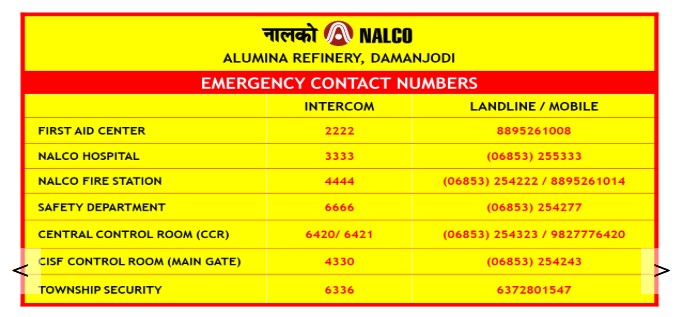 नालको NALCO
ALUMINA REFINERY, DAMANJODI
EMERGENCY CONTACT NUMBERS
INTERCOM LANDLINE / MOBILE
FIRST AID CENTER 2222 8895261008
NALCO HOSPITAL 3333 (06853) 255333
NALCO FIRE STATION 4444 (06853) 254222 / 8895261014
SAFETY DEPARTMENT 6666 (06853) 254277
CENTRAL CONTROL ROOM (CCR) 6420/ 6421 (06853) 254323 / 9827776420
CISF CONTROL ROOM (MAIN GATE) 4330 (06853) 254243
TOWNSHIP SECURITY 6336 6372801547